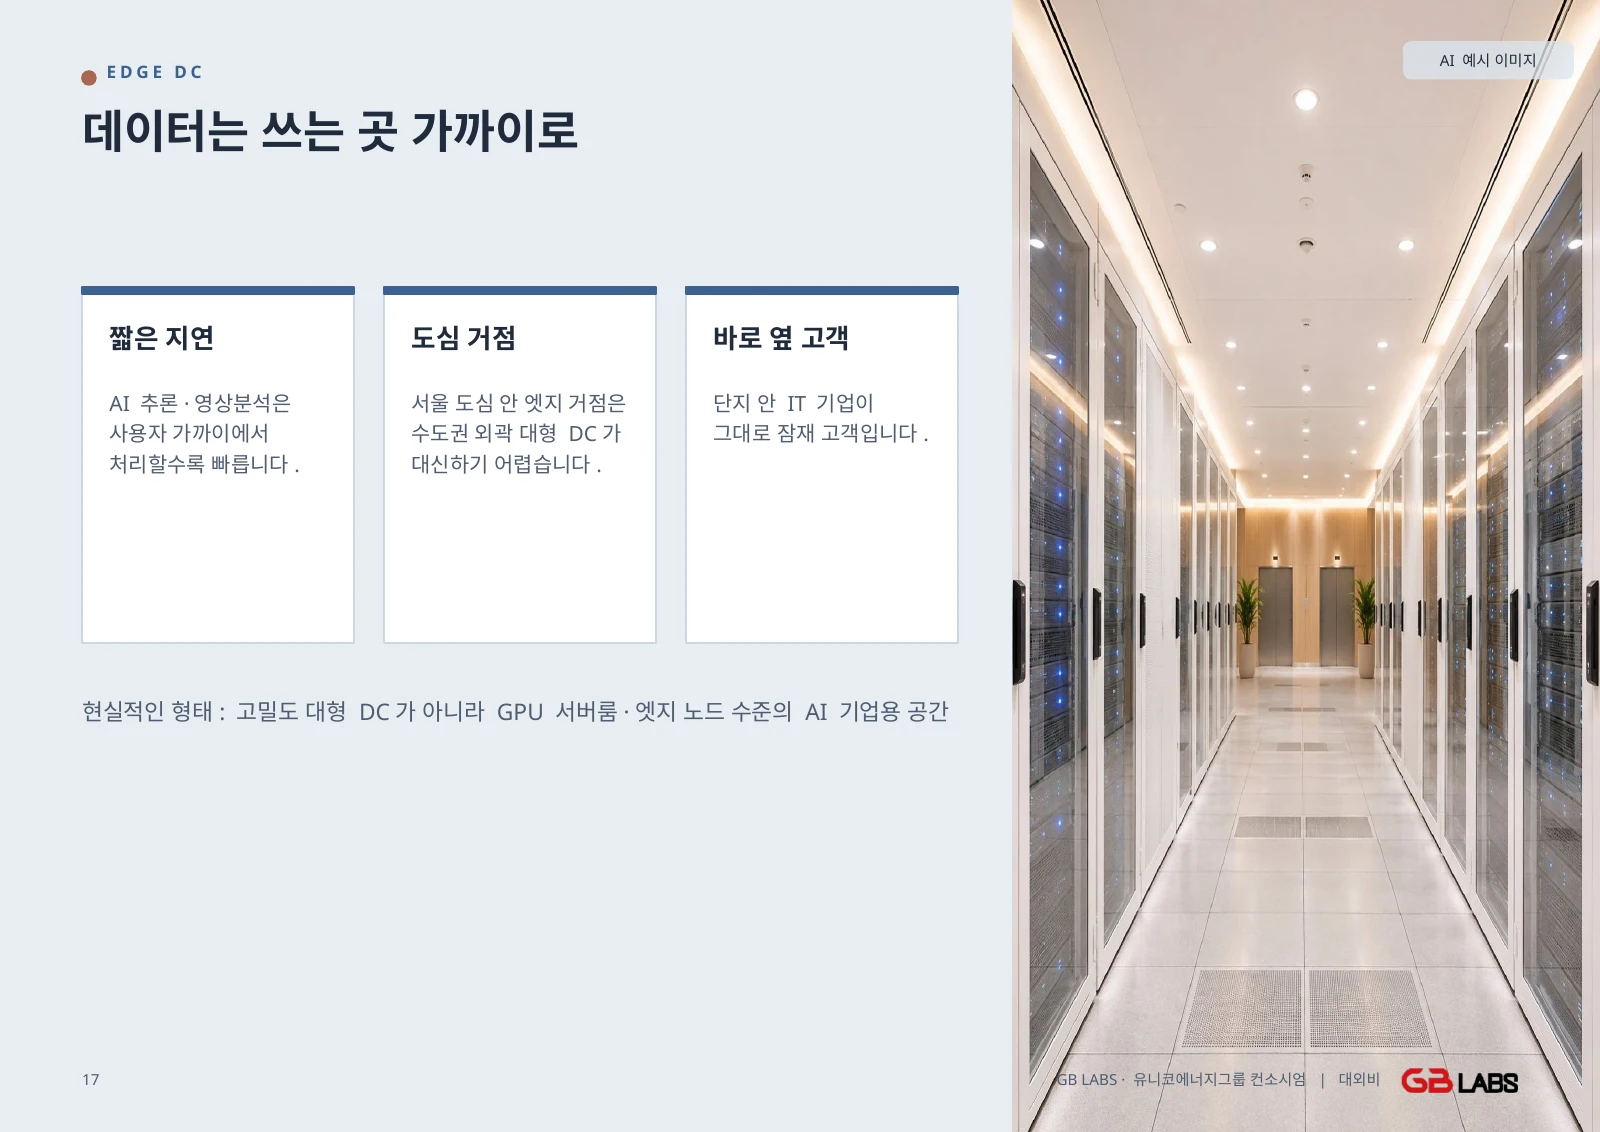 EDGE DC
데이터는 쓰는 곳 가까이로
AI 예시 이미지
짧은 지연
AI 추론 · 영상분석은
사용자 가까이에서
처리할수록 빠릅니다 .
도심 거점
서울 도심 안 엣지 거점은
수도권 외곽 대형 DC 가
대신하기 어렵습니다 .
바로 옆 고객
단지 안 IT 기업이
그대로 잠재 고객입니다 .
현실적인 형태 : 고밀도 대형 DC 가 아니라 GPU 서버룸 · 엣지 노드 수준의 AI 기업용 공간
17
GB LABS · 유니코에너지그룹 컨소시엄 | 대외비
GB LABS